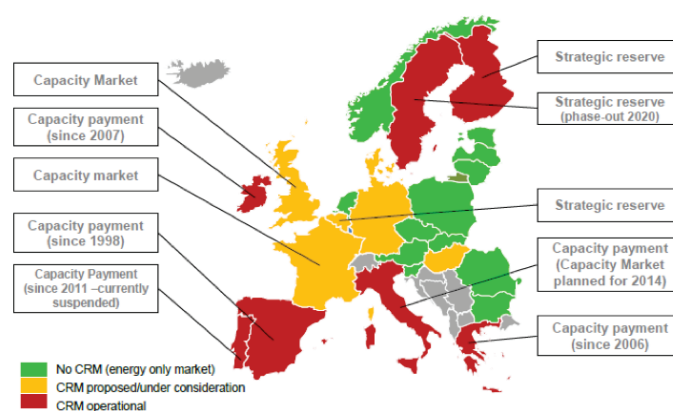 Capacity Market
Capacity payment
(since 2007)
Capacity market
Capacity payment
(since 1998)
Capacity Payment
(since 2011 –currently
suspended)
Strategic reserve
Strategic reserve
(phase-out 2020)
Strategic reserve
Capacity payment
(Capacity Market
planned for 2014)
Capacity payment
(since 2006)
No CRM (energy only market)
CRM proposed/under consideration
CRM operational